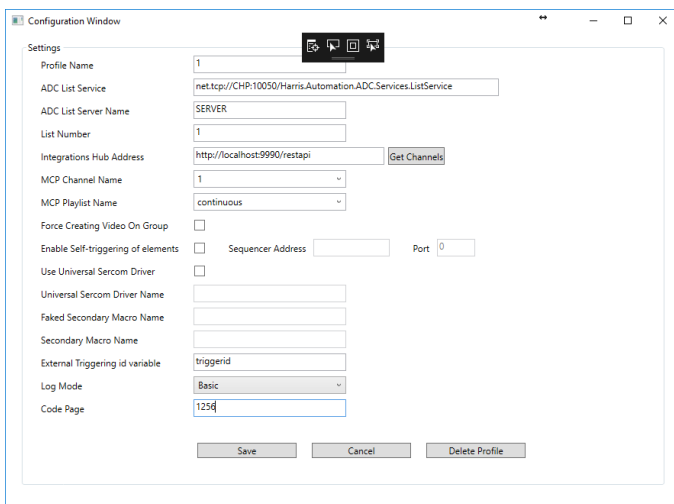 Configuration Window
Settings
Profile Name 1
ADC List Service net.tcp://CHP:10050/Harris.Automation.ADC.Services.ListService
ADC List Server Name SERVER
List Number 1
Integrations Hub Address http://localhost:9990/restapi Get Channels
MCP Channel Name 1
MCP Playlist Name continuous
Force Creating Video On Group
Enable Self-triggering of elements Sequencer Address Port 0
Use Universal Sercom Driver
Universal Sercom Driver Name
Faked Secondary Macro Name
Secondary Macro Name
External Triggering id variable triggerid
Log Mode Basic
Code Page 1256
Save Cancel Delete Profile